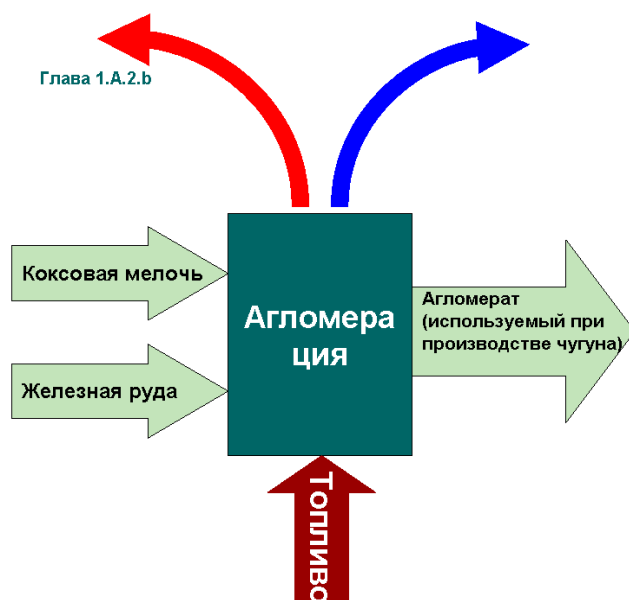 Глава 1.A.2.b
Коксовая мелочь
Железная руда
Агломера
ция
Агломерат
(используемый при
производстве чугуна)
Топливо